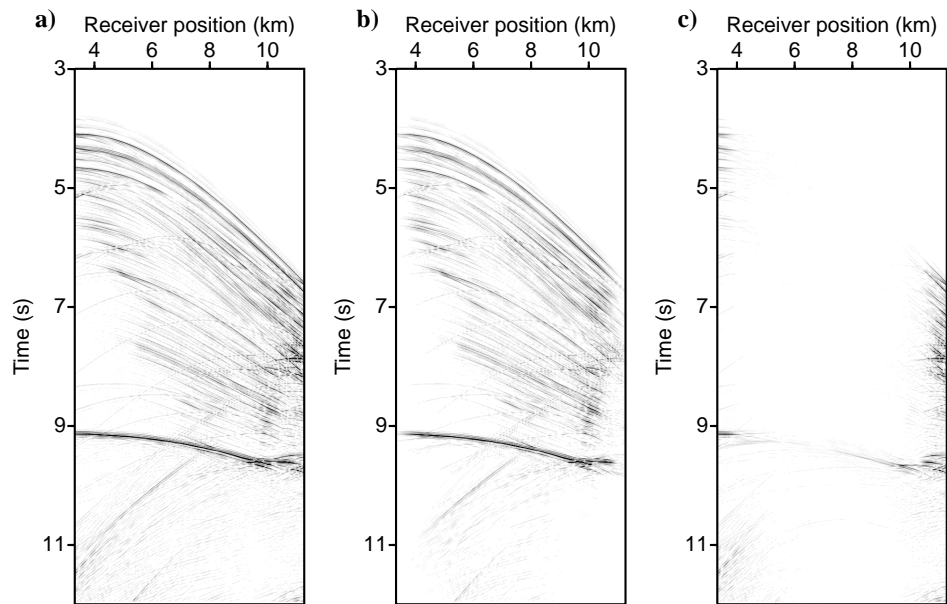 a) Receiver position (km)
4 6 8 10
3
5
7
9
11
Time (s)
b) Receiver position (km)
4 6 8 10
3
5
7
9
11
Time (s)
c) Receiver position (km)
4 6 8 10
3
5
7
9
11
Time (s)